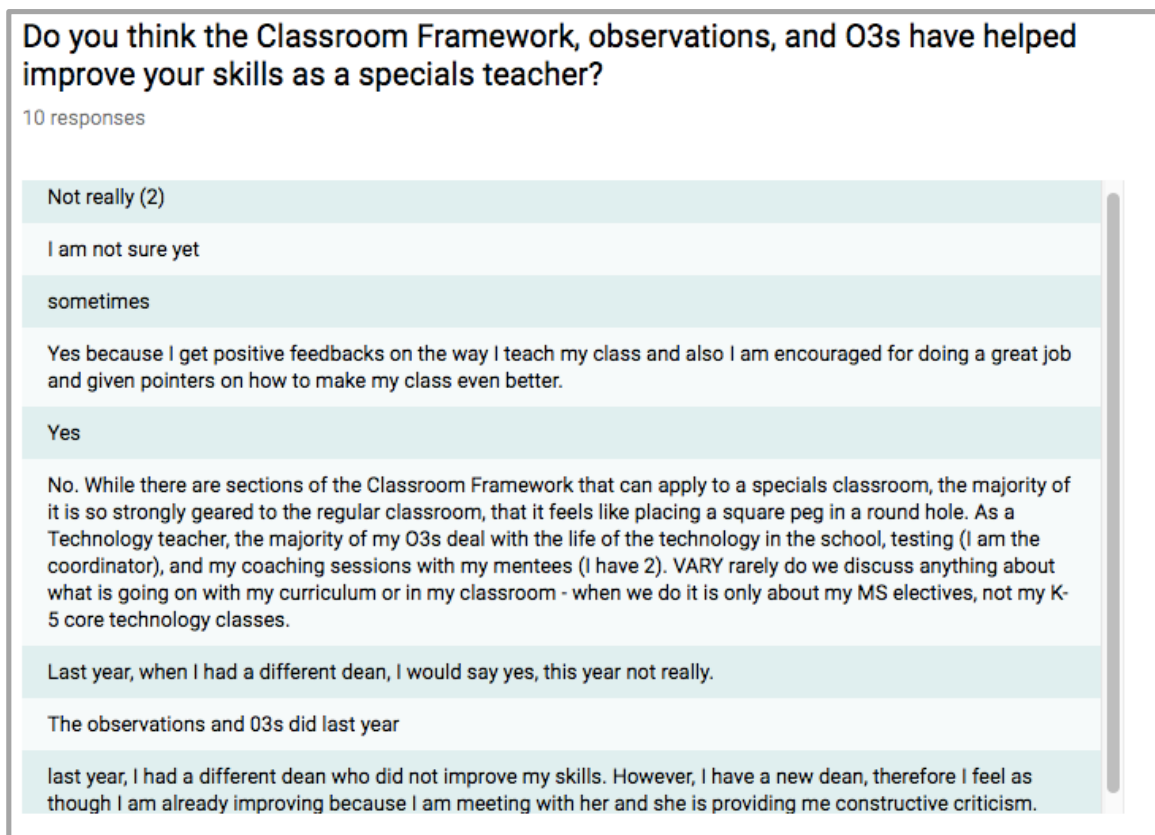 Do you think the Classroom Framework, observations, and O3s have helped
improve your skills as a specials teacher?
10 responses
Not really (2)
I am not sure yet
sometimes
Yes because I get positive feedbacks on the way I teach my class and also I am encouraged for doing a great job
and given pointers on how to make my class even better.
Yes
No. While there are sections of the Classroom Framework that can apply to a specials classroom, the majority of
it is so strongly geared to the regular classroom, that it feels like placing a square peg in a round hole. As a
Technology teacher, the majority of my O3s deal with the life of the technology in the school, testing (I am the
coordinator), and my coaching sessions with my mentees (I have 2). VARY rarely do we discuss anything about
what is going on with my curriculum or in my classroom - when we do it is only about my MS electives, not my K-
5 core technology classes.
Last year, when I had a different dean, I would say yes, this year not really.
The observations and 03s did last year
last year, I had a different dean who did not improve my skills. However, I have a new dean, therefore I feel as
though I am already improving because I am meeting with her and she is providing me constructive criticism.